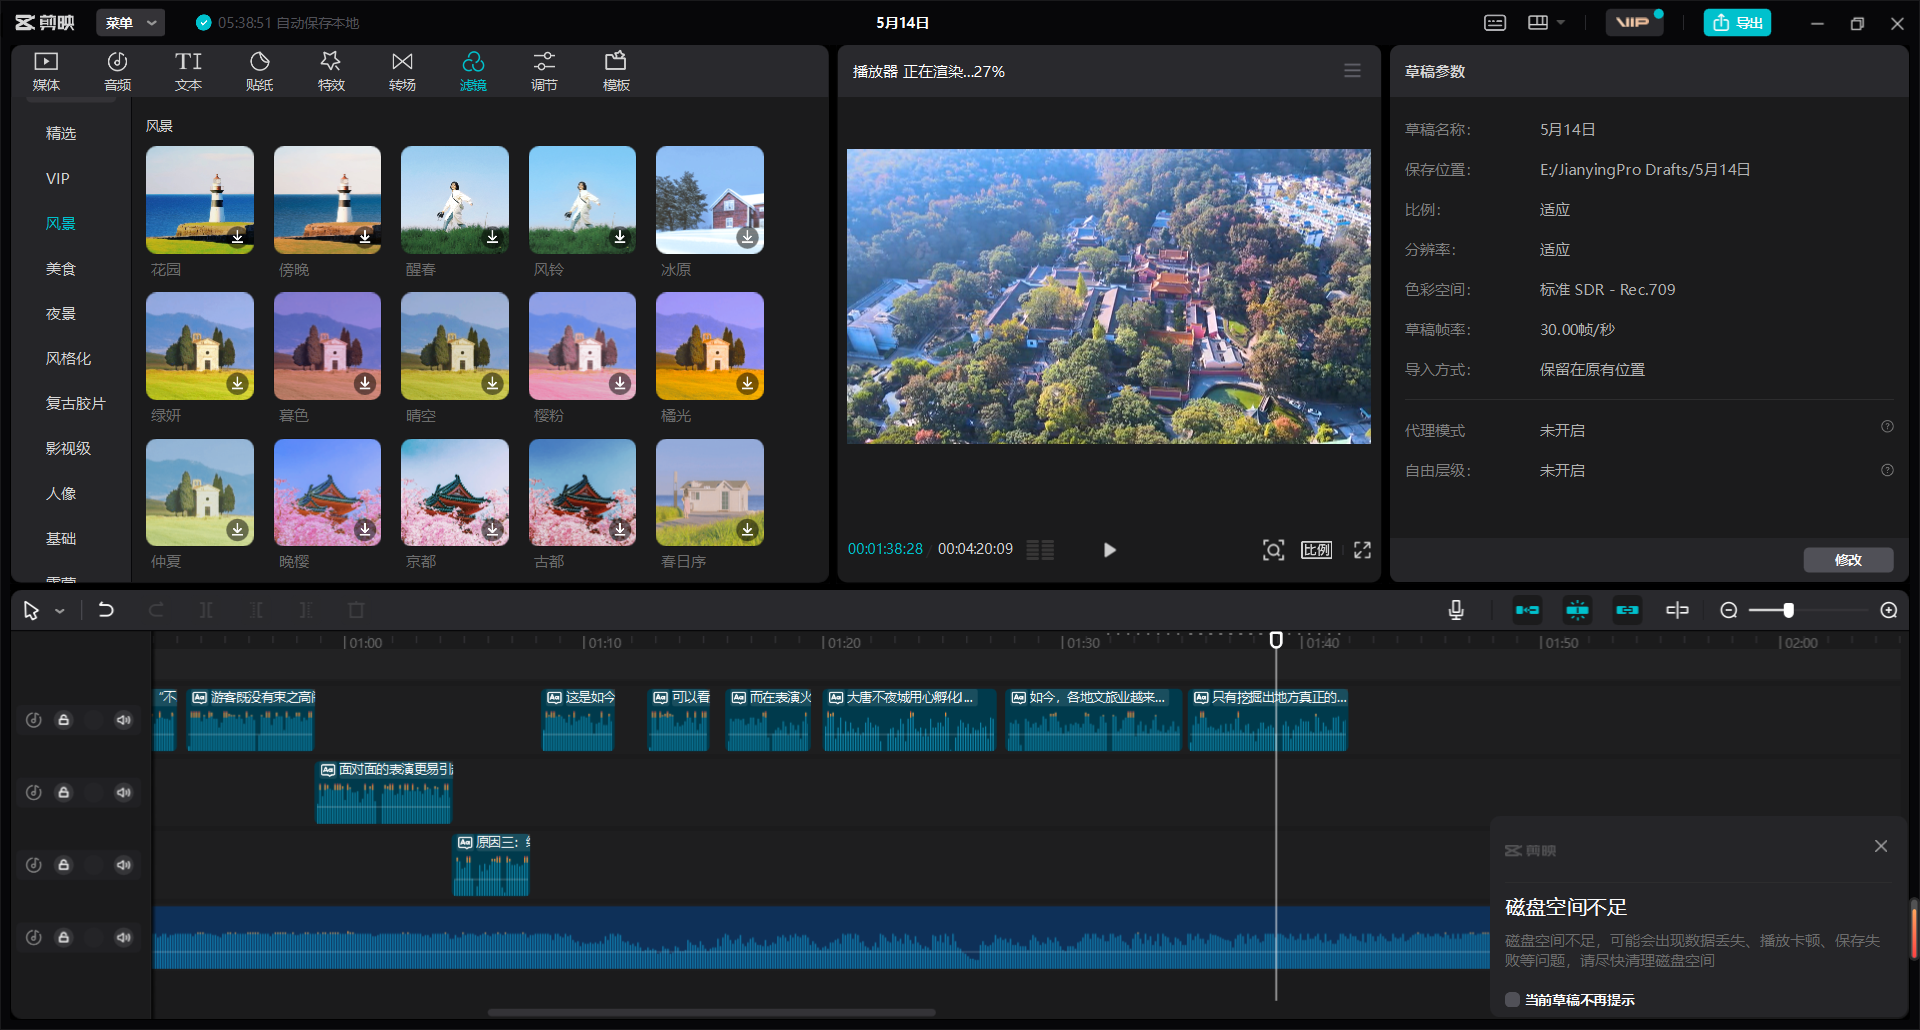 剪映
菜单
05:38:51 自动保存本地
5月14日
VIP
导出
媒体
音频
TI
文本
贴纸
特效
转场
滤镜
调节
模板
播放器 正在渲染...27%
草稿参数
精选
VIP
风景
美食
夜景
风格化
复古胶片
影视级
人像
基础
风景
花园
傍晚
醒春
风铃
冰原
绿妍
暮色
晴空
樱粉
橘光
仲夏
晚樱
京都
古都
春日序
00:01:38:28 / 00:04:20:09
比例
草稿名称： 5月14日
保存位置： E:/JianyingPro Drafts/5月14日
比例： 适应
分辨率： 适应
色彩空间： 标准 SDR - Rec.709
草稿帧率： 30.00帧/秒
导入方式： 保留在原有位置
代理模式 未开启
自由层级： 未开启
修改
01:00
01:10
01:20
01:30
01:40
01:50
02:00
“不
游客既没有束之高
这是如今
可以看
而在表演火
大唐不夜城用心孵化!...
如今，各地文旅业越来...
只有挖掘出地方真正的...
面对面的表演更易引
原因三：
剪映
磁盘空间不足
磁盘空间不足，可能会出现数据丢失、播放卡顿、保存失
败等问题，请尽快清理磁盘空间
当前草稿不再提示